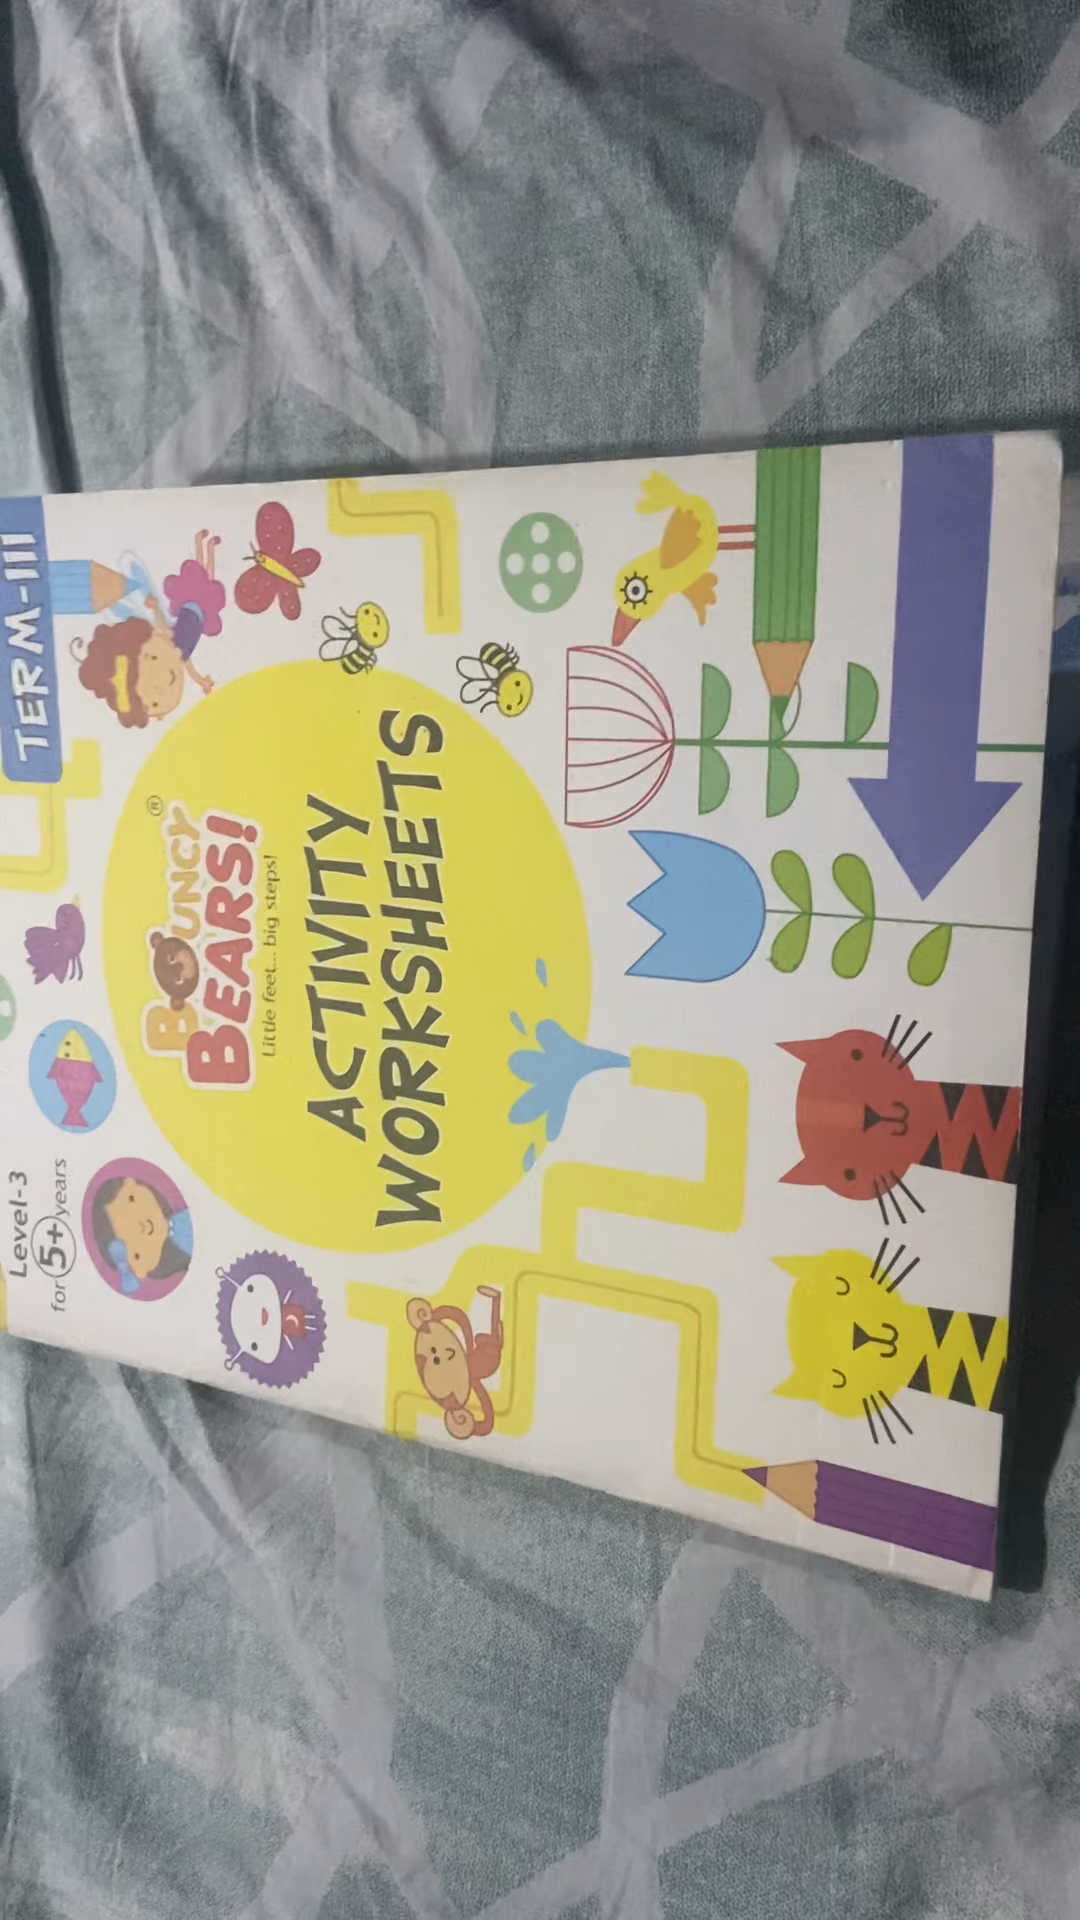 Level-3
for 5+ years
TERM-III
BOUNCY
BEARS!®
Little feet... big steps!
ACTIVITY
WORKSHEETS